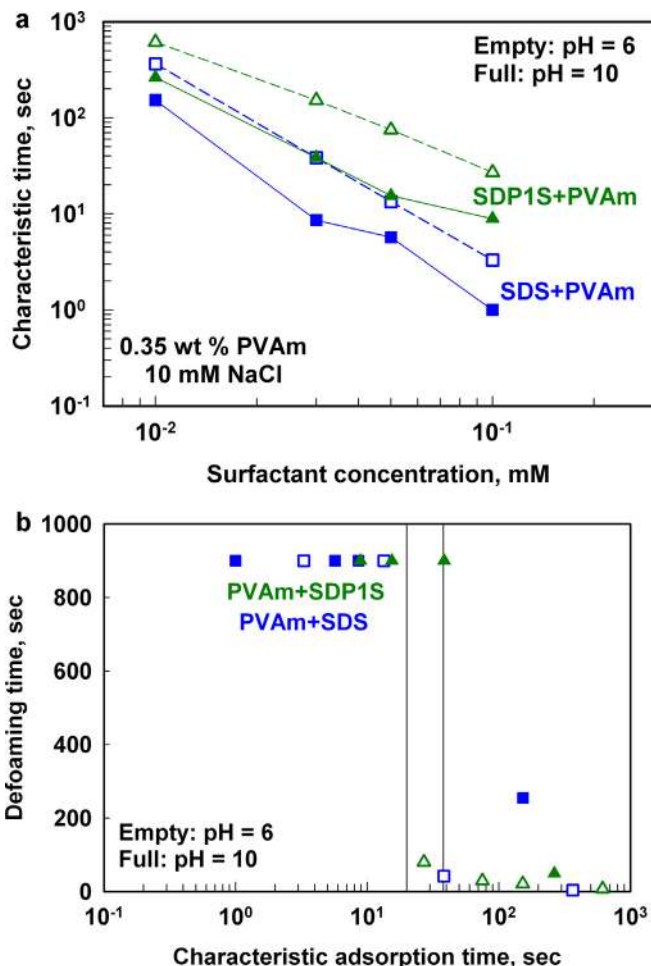 a
10³
10²
10¹
10⁰
10⁻¹
Characteristic time, sec
Empty: pH = 6
Full: pH = 10
SDP1S+PVAm
SDS+PVAm
0.35 wt % PVAm
10 mM NaCl
10⁻² 10⁻¹
Surfactant concentration, mM
b
1000
800
600
400
200
0
Defoaming time, sec
PVAm+SDP1S
PVAm+SDS
Empty: pH = 6
Full: pH = 10
10⁻¹ 10⁰ 10¹ 10² 10³
Characteristic adsorption time, sec